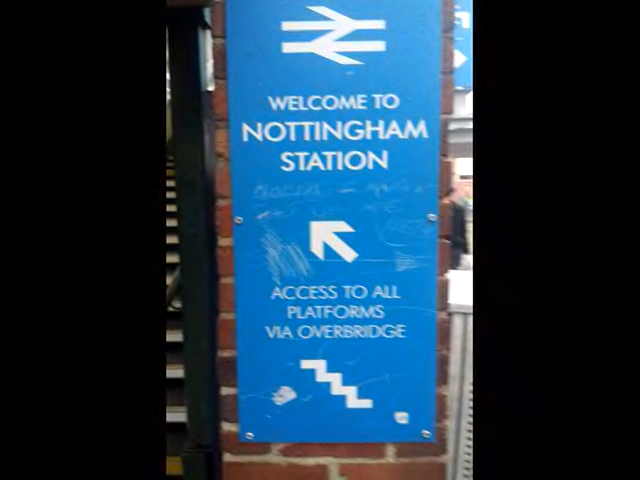 WELCOME TO
NOTTINGHAM
STATION
ACCESS TO ALL
PLATFORMS
VIA OVERBRIDGE